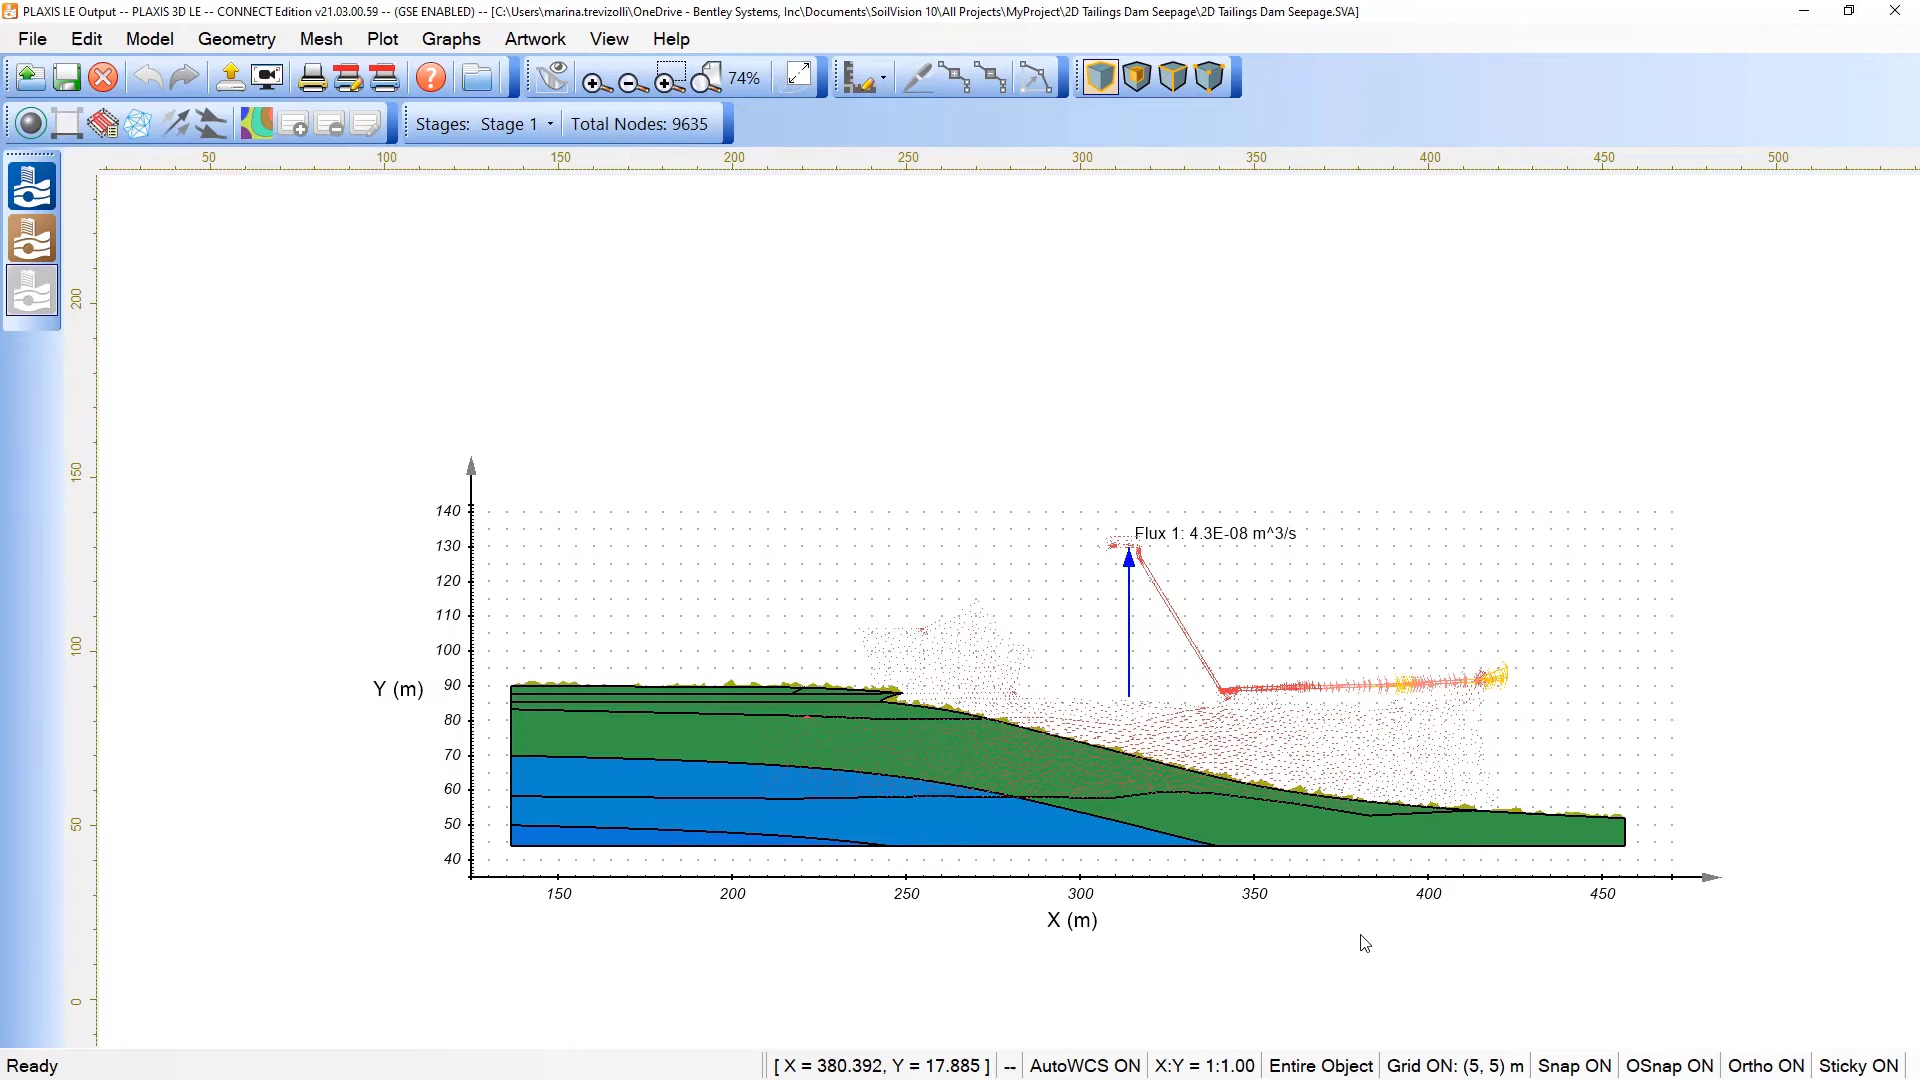 PLAXIS LE Output -- PLAXIS 3D LE -- CONNECT Edition v21.03.00.59 -- (GSE ENABLED) -- [C:\Users\marina.trevizolli\OneDrive - Bentley Systems, Inc\Documents\SoilVision 10\All Projects\MyProject\2D Tailings Dam Seepage\2D Tailings Dam Seepage.SVA]
File Edit Model Geometry Mesh Plot Graphs Artwork View Help
74%
Stages: Stage 1 Total Nodes: 9635
50 100 150 200 250 300 350 400 450 500
200
150
100
50
0
140
130
120
110
100
90
80
70
60
50
40
Y (m)
Flux 1: 4.3E-08 m^3/s
150 200 250 300 350 400 450
X (m)
Ready [ X = 380.392, Y = 17.885 ] -- AutoWCS ON X:Y = 1:1.00 Entire Object Grid ON: (5, 5) m Snap ON OSnap ON Ortho ON Sticky ON